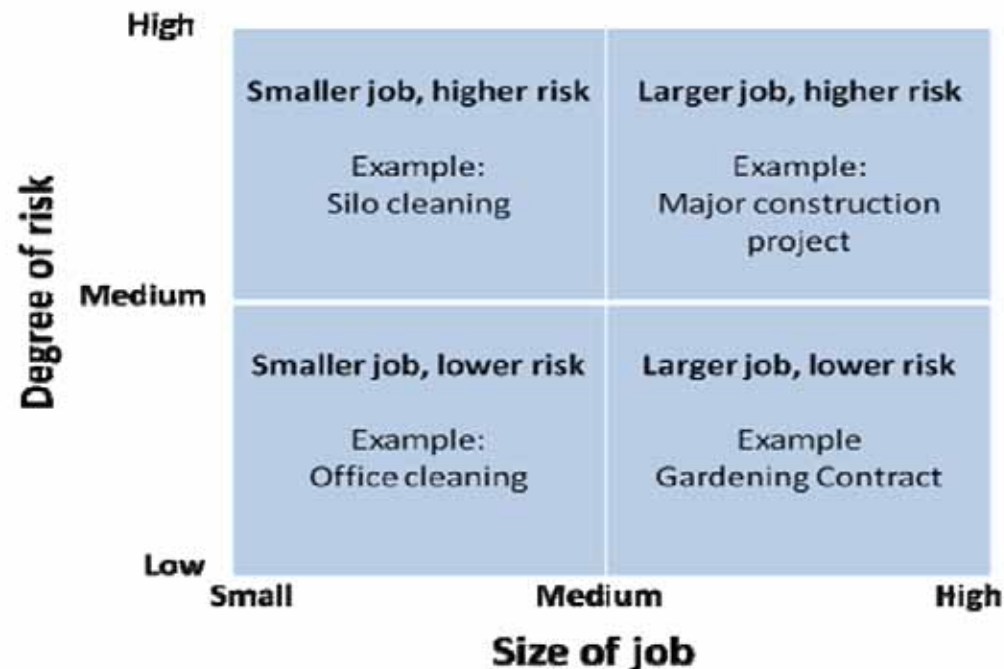 High
Smaller job, higher risk
Larger job, higher risk
Example:
Silo cleaning
Example:
Major construction
project
Degree of risk
Medium
Smaller job, lower risk
Larger job, lower risk
Example:
Office cleaning
Example
Gardening Contract
Low
Small
Medium
High
Size of job